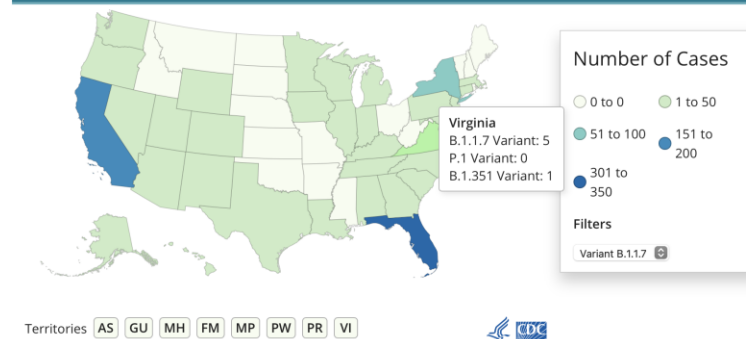 Number of Cases
0 to 0
1 to 50
51 to 100
151 to
200
301 to
350
Filters
Variant B.1.1.7
Virginia
B.1.1.7 Variant: 5
P.1 Variant: 0
B.1.351 Variant: 1
Territories AS GU MH FM MP PW PR VI
CDC